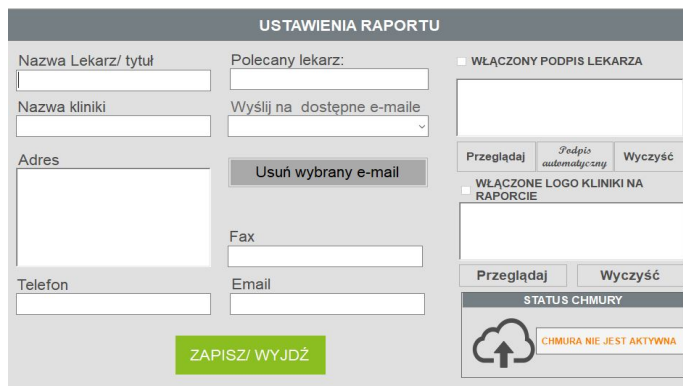 USTAWIENIA RAPORTU
Nazwa Lekarz/ tytuł
Polecany lekarz:
WŁĄCZONY PODPIS LEKARZA
Nazwa kliniki
Wyślij na dostępne e-maile
Adres
Usuń wybrany e-mail
Przeglądaj
Podpis
automatyczny
Wyczyść
WŁĄCZONE LOGO KLINIKI NA
RAPORCIE
Fax
Przeglądaj
Wyczyść
Telefon
Email
STATUS CHMURY
CHMURA NIE JEST AKTYWNA
ZAPISZ/ WYJDŹ